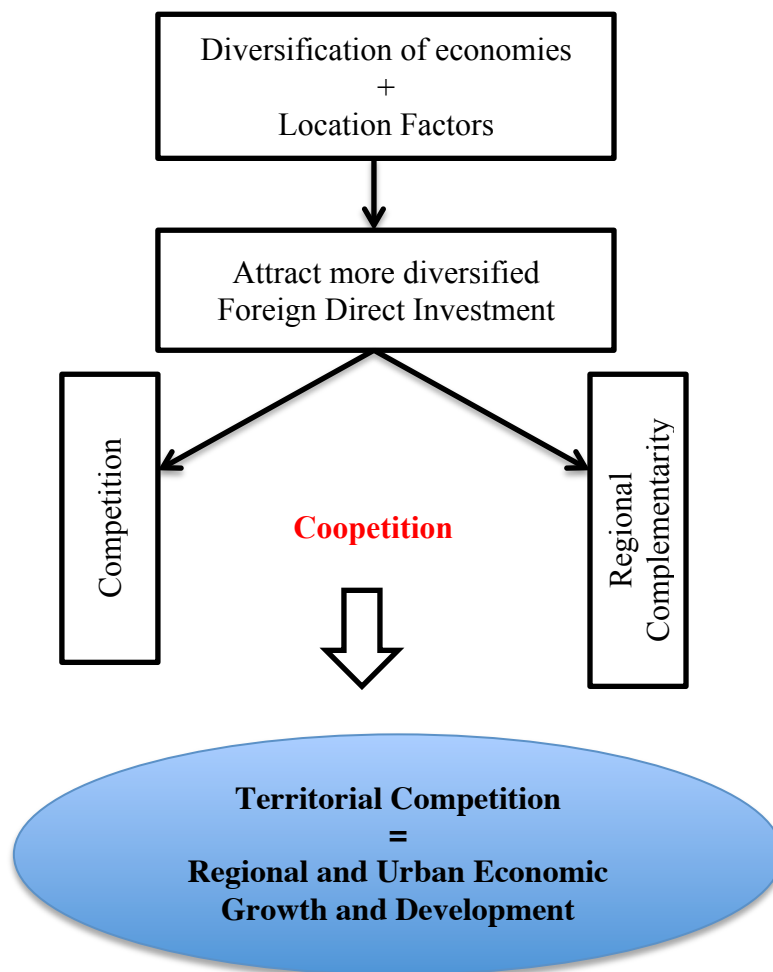 Diversification of economies
+
Location Factors
Attract more diversified
Foreign Direct Investment
Competition
Coopetition
Regional
Complementarity
Territorial Competition
=
Regional and Urban Economic
Growth and Development